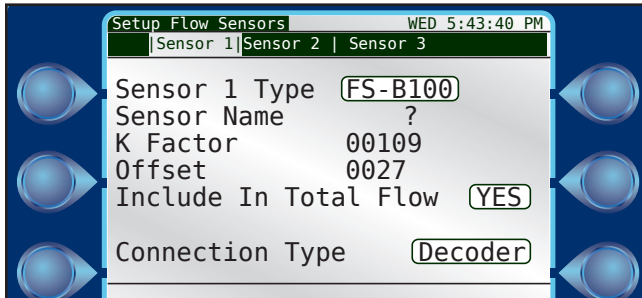 Setup Flow Sensors WED 5:43:40 PM
|Sensor 1|Sensor 2 | Sensor 3
Sensor 1 Type FS-B100
Sensor Name ?
K Factor 00109
Offset 0027
Include In Total Flow YES
Connection Type Decoder